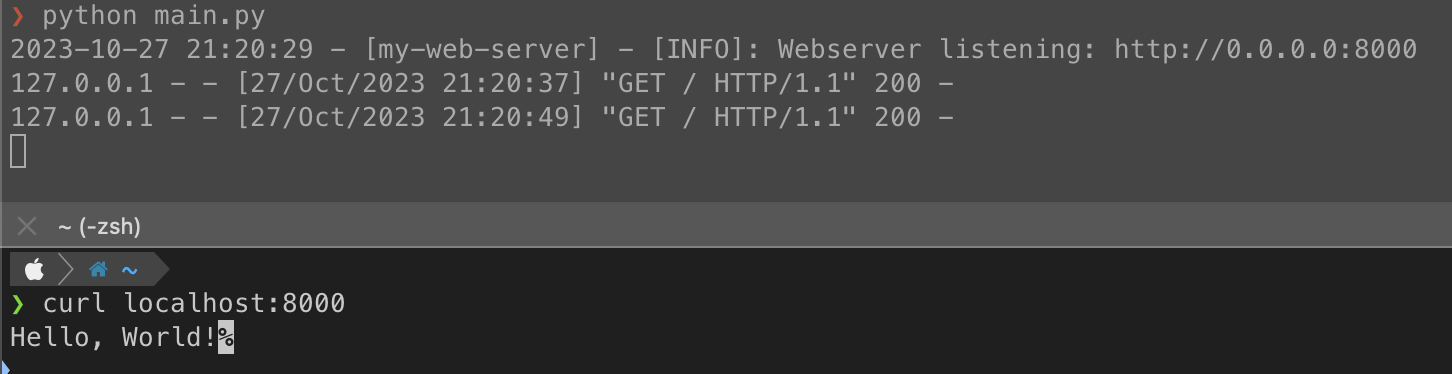 ❯ python main.py
2023-10-27 21:20:29 - [my-web-server] - [INFO]: Webserver listening: http://0.0.0.0:8000
127.0.0.1 - - [27/Oct/2023 21:20:37] "GET / HTTP/1.1" 200 -
127.0.0.1 - - [27/Oct/2023 21:20:49] "GET / HTTP/1.1" 200 -
~ (-zsh)
~
❯ curl localhost:8000
Hello, World!%